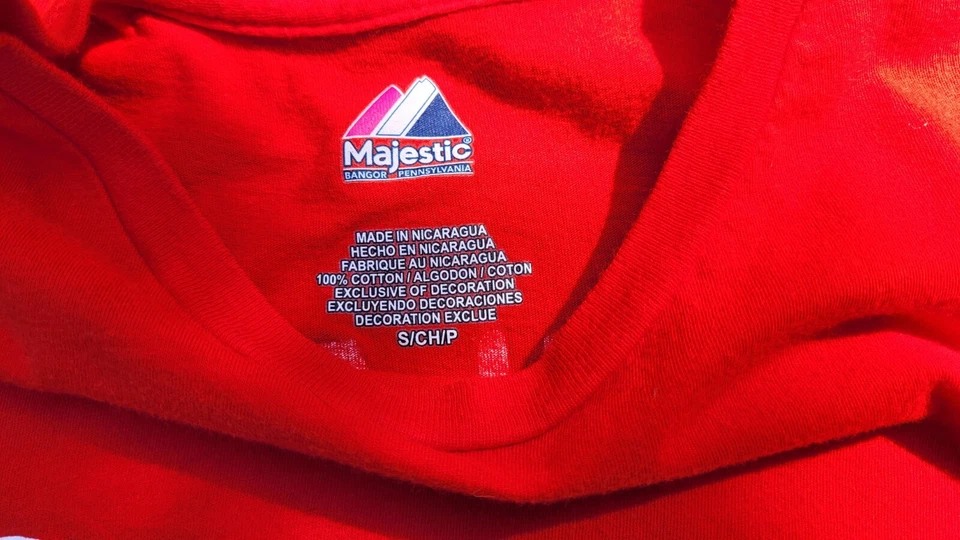 Majestic®
BANGOR PENNSYLVANIA
MADE IN NICARAGUA
HECHO EN NICARAGUA
FABRIQUE AU NICARAGUA
100% COTTON / ALGODON / COTON
EXCLUSIVE OF DECORATION
EXCLUYENDO DECORACIONES
DECORATION EXCLUE
S/CH/P